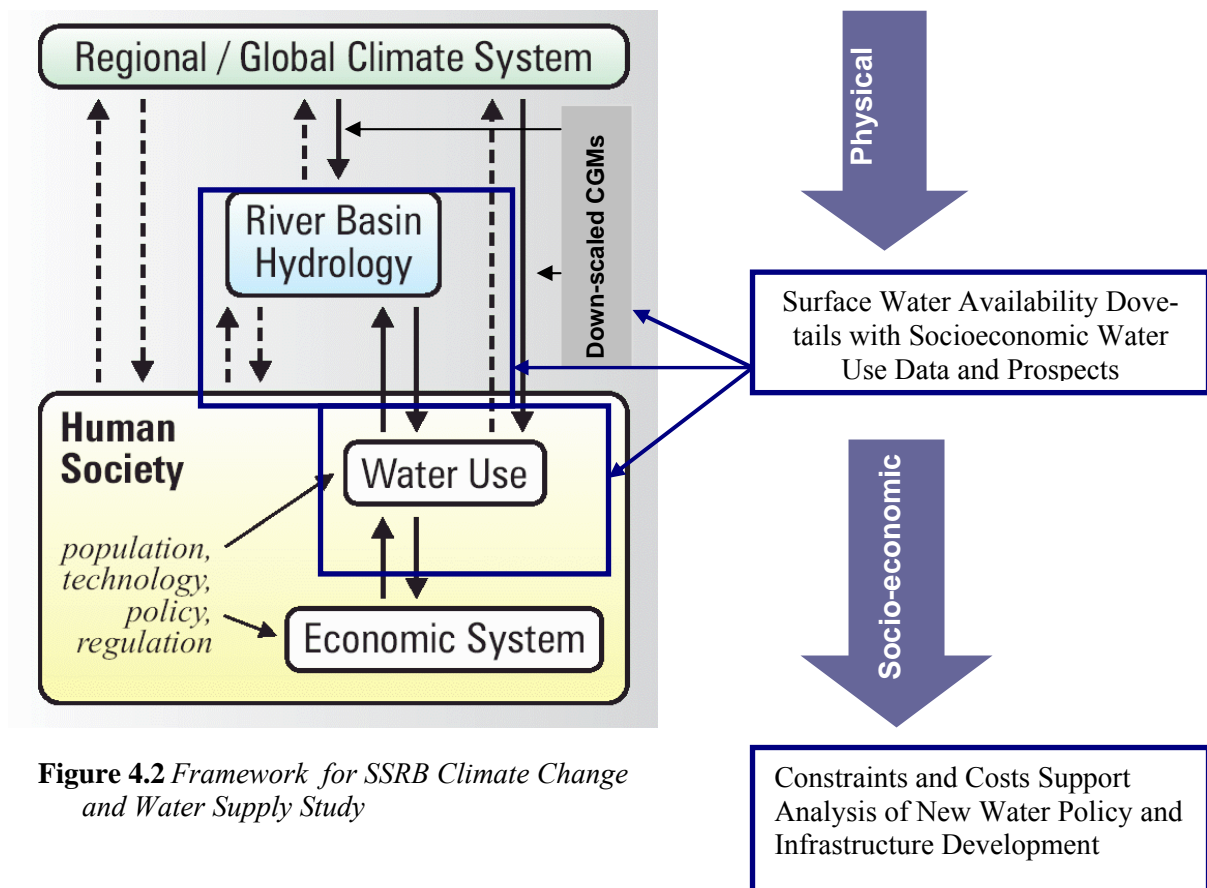 Regional / Global Climate System
River Basin
Hydrology
Down-scaled CGMs
Human
Society
Water Use
population,
technology,
policy,
regulation
Economic System
Figure 4.2 Framework for SSRB Climate Change
and Water Supply Study
Physical
Surface Water Availability Dove-
tails with Socioeconomic Water
Use Data and Prospects
Socio-economic
Constraints and Costs Support
Analysis of New Water Policy and
Infrastructure Development